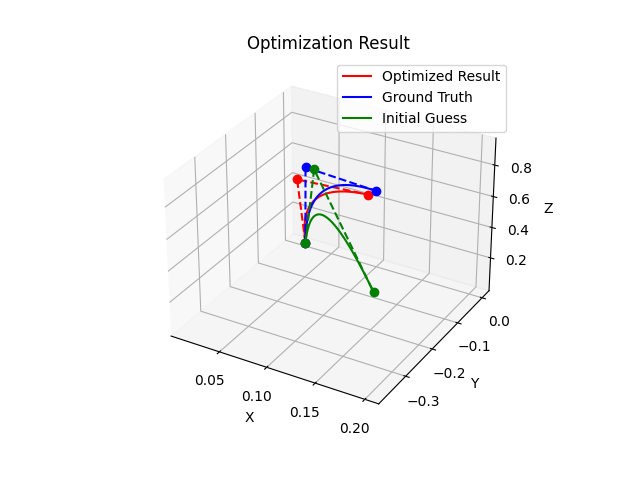 Optimization Result
Optimized Result
Ground Truth
Initial Guess
0.8
0.6
0.4
0.2
Z
0.0
−0.1
−0.2
−0.3
Y
0.05
0.10
0.15
0.20
X